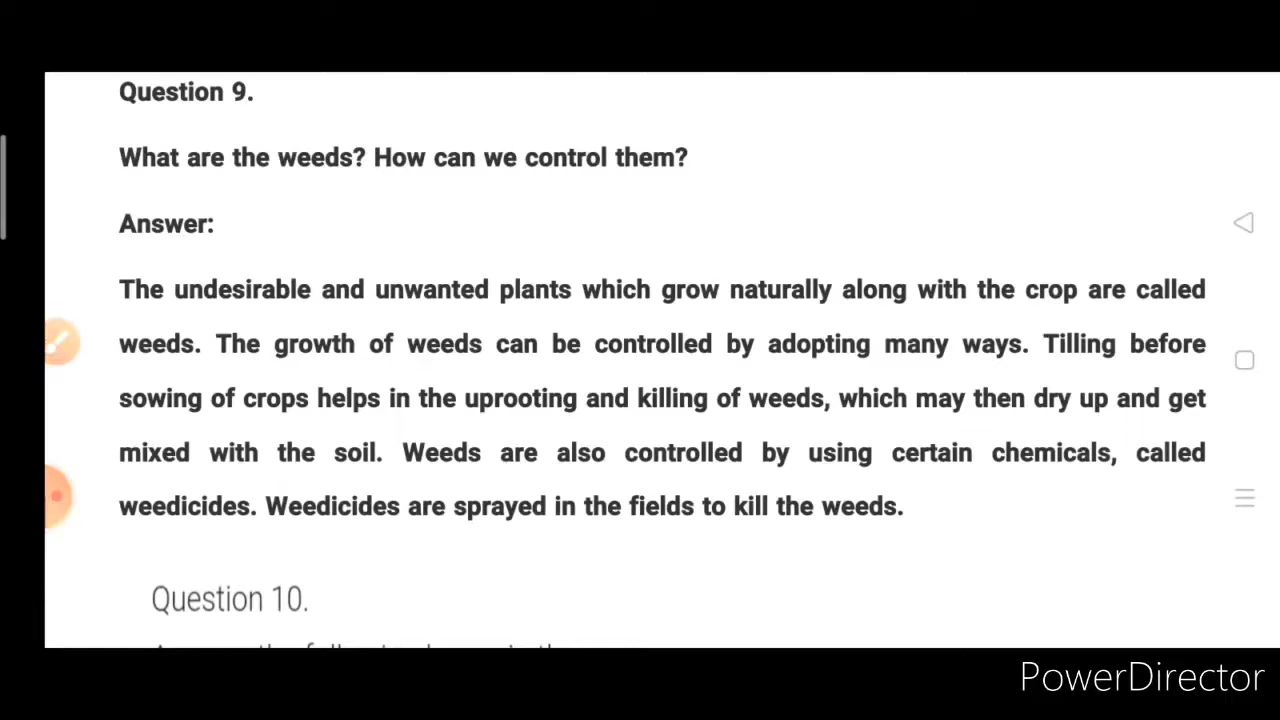 Question 9.
What are the weeds? How can we control them?
Answer:
The undesirable and unwanted plants which grow naturally along with the crop are called
weeds. The growth of weeds can be controlled by adopting many ways. Tilling before
sowing of crops helps in the uprooting and killing of weeds, which may then dry up and get
mixed with the soil. Weeds are also controlled by using certain chemicals, called
weedicides. Weedicides are sprayed in the fields to kill the weeds.
Question 10.
PowerDirector